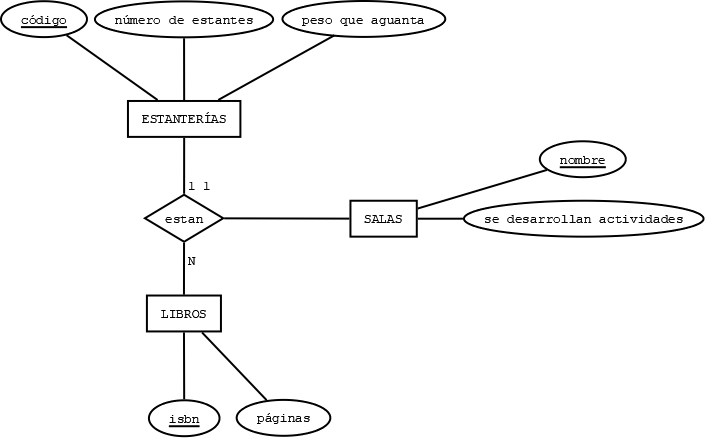 código
número de estantes
peso que aguanta
ESTANTERÍAS
1 1
nombre
estan
SALAS
se desarrollan actividades
N
LIBROS
isbn
páginas